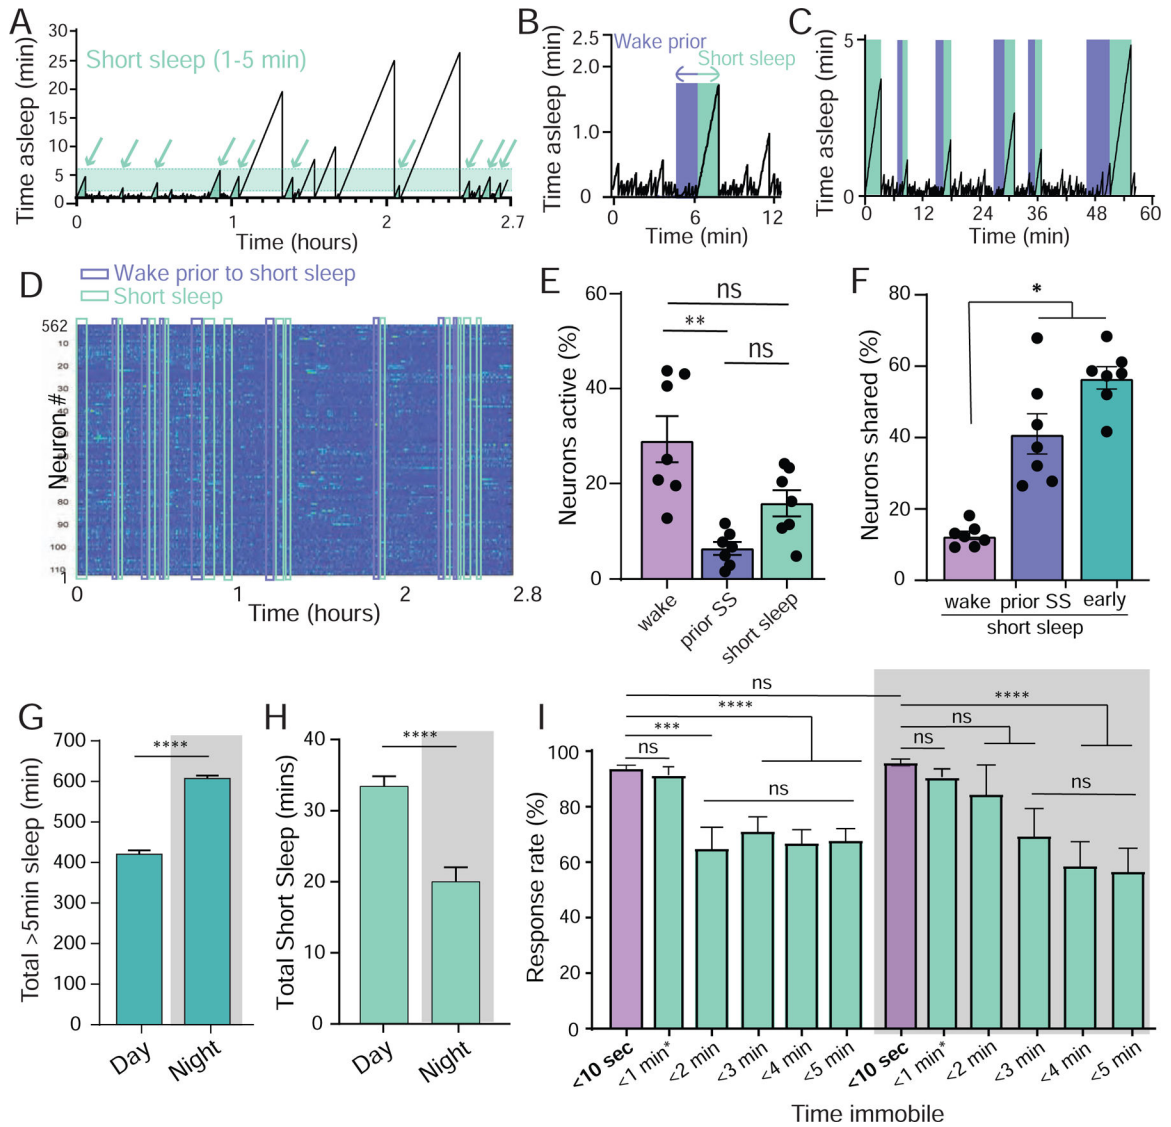 A
Time asleep (min)
30
25
20
15
10
5
0
Short sleep (1-5 min)
0
1
2
2.7
Time (hours)
B
Time asleep (min)
2.5
2.0
1.0
0
Wake prior
Short sleep
0
6
12
Time (min)
C
Time asleep (min)
5
0
0
12
24
36
48
60
Time (min)
D
Wake prior to short sleep
Short sleep
Neuron #
562
10
20
30
50
70
80
90
100
110
1
0
1
2
2.8
Time (hours)
E
Neurons active (%)
60
40
20
0
ns
**
ns
wake
prior SS
short sleep
F
Neurons shared (%)
80
60
40
20
0
*
wake prior SS early
short sleep
G
Total >5min sleep (min)
700
600
500
400
300
200
100
0
****
Day
Night
H
Total Short Sleep (mins)
40
30
20
10
0
****
Day
Night
I
Response rate (%)
100
80
60
40
20
0
ns
****
***
ns
ns
****
ns
ns
ns
<10 sec
<1 min*
<2 min
<3 min
<4 min
<5 min
<10 sec
<1 min*
<2 min
<3 min
<4 min
<5 min
Time immobile